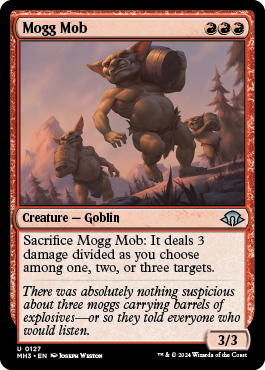 Mogg Mob
Creature — Goblin
Sacrifice Mogg Mob: It deals 3
damage divided as you choose
among one, two, or three targets.
There was absolutely nothing suspicious
about three moggs carrying barrels of
explosives—or so they told everyone who
would listen.
3/3
U 0127
MH3 • EN Joseph Weston
™ & © 2024 Wizards of the Coast